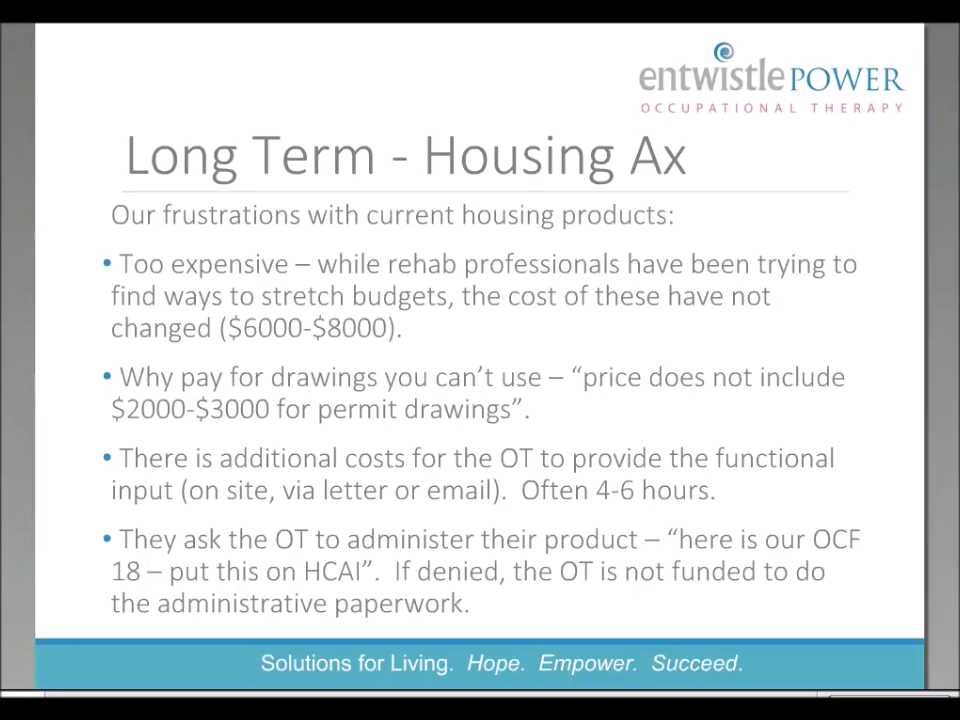 entwistle POWER
OCCUPATIONAL THERAPY
Long Term - Housing Ax
Our frustrations with current housing products:
• Too expensive – while rehab professionals have been trying to
find ways to stretch budgets, the cost of these have not
changed ($6000-$8000).
• Why pay for drawings you can’t use – “price does not include
$2000-$3000 for permit drawings”.
• There is additional costs for the OT to provide the functional
input (on site, via letter or email).  Often 4-6 hours.
• They ask the OT to administer their product – “here is our OCF
18 – put this on HCAI”.  If denied, the OT is not funded to do
the administrative paperwork.
Solutions for Living.  Hope.  Empower.  Succeed.